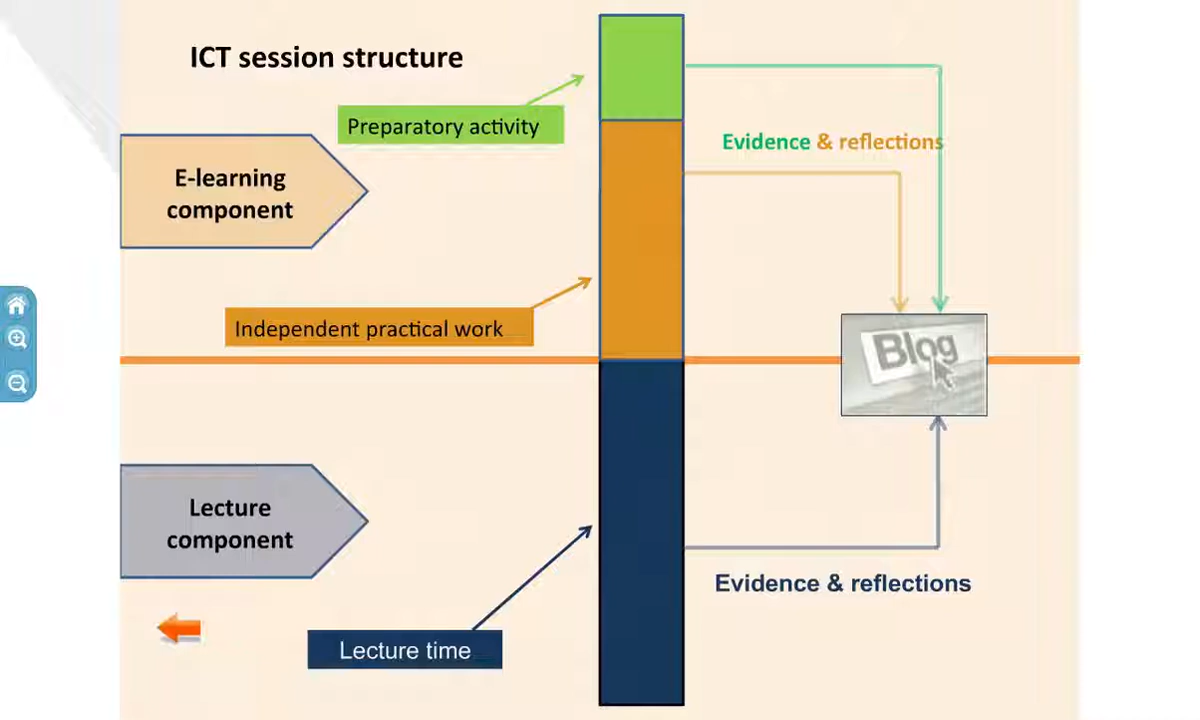 ICT session structure
Preparatory activity
Evidence & reflections
E-learning
component
Independent practical work
Blog
Lecture
component
Evidence & reflections
Lecture time